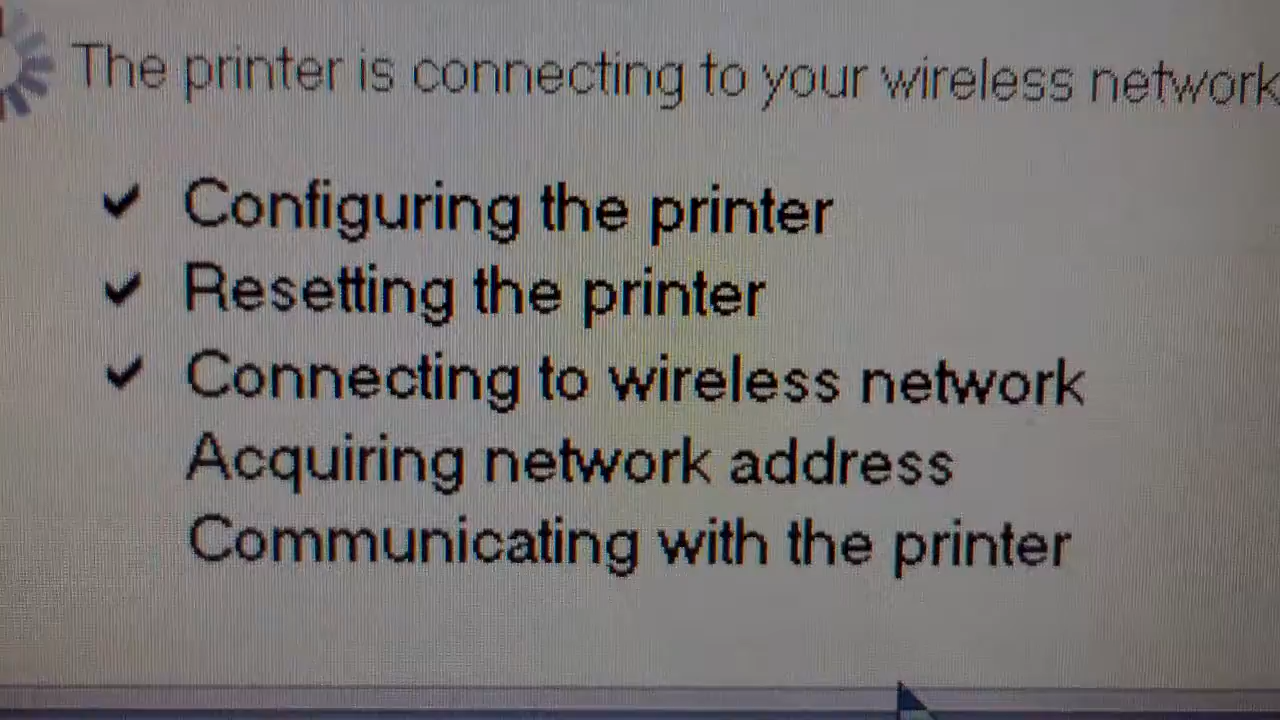 The printer is connecting to your wireless network
Configuring the printer
Resetting the printer
Connecting to wireless network
Acquiring network address
Communicating with the printer